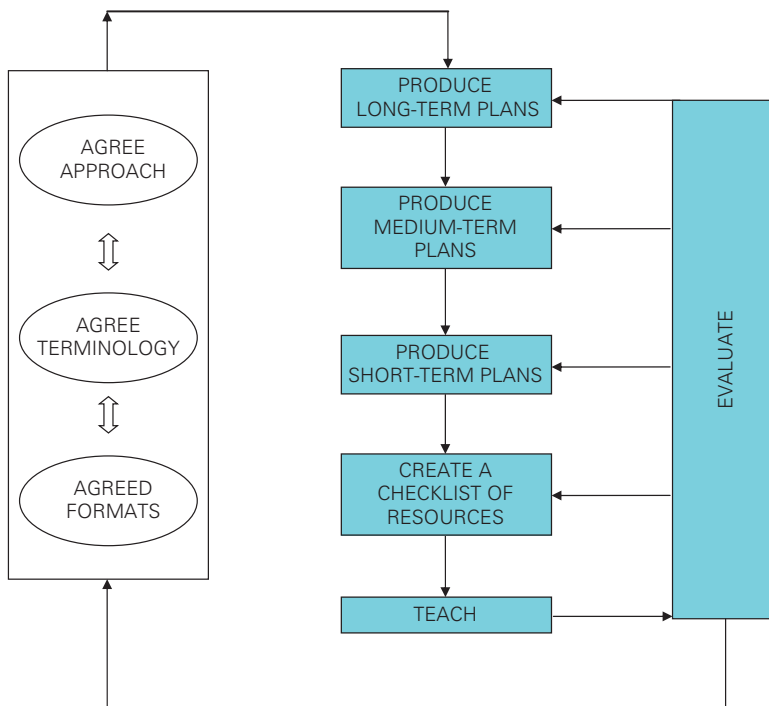 AGREE
APPROACH
AGREE
TERMINOLOGY
AGREED
FORMATS
PRODUCE
LONG-TERM PLANS
PRODUCE
MEDIUM-TERM
PLANS
PRODUCE
SHORT-TERM PLANS
CREATE A
CHECKLIST OF
RESOURCES
TEACH
EVALUATE